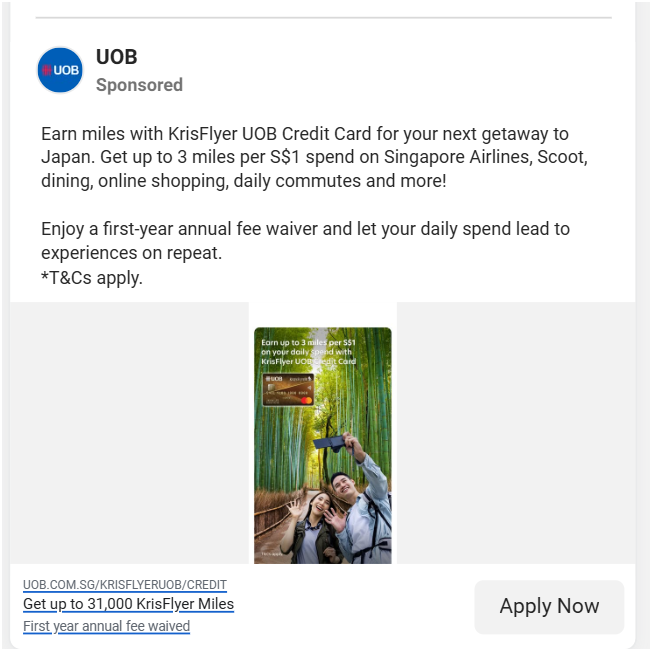 UOB
UOB
Sponsored
Earn miles with KrisFlyer UOB Credit Card for your next getaway to
Japan. Get up to 3 miles per S$1 spend on Singapore Airlines, Scoot,
dining, online shopping, daily commutes and more!
Enjoy a first-year annual fee waiver and let your daily spend lead to
experiences on repeat.
*T&Cs apply.
Earn up to 3 miles per S$1
on your daily spend with
KrisFlyer UOB Credit Card
UOB
UOB.COM.SG/KRISFLYERUOB/CREDIT
Get up to 31,000 KrisFlyer Miles
First year annual fee waived
Apply Now